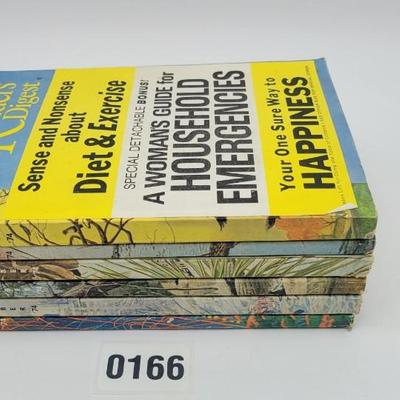 Digest
Sense and Nonsense
about
Diet & Exercise
SPECIAL DETACHABLE BONUS!
A WOMAN'S GUIDE for
HOUSEHOLD
EMERGENCIES
Your One Sure Way to
HAPPINESS
0166